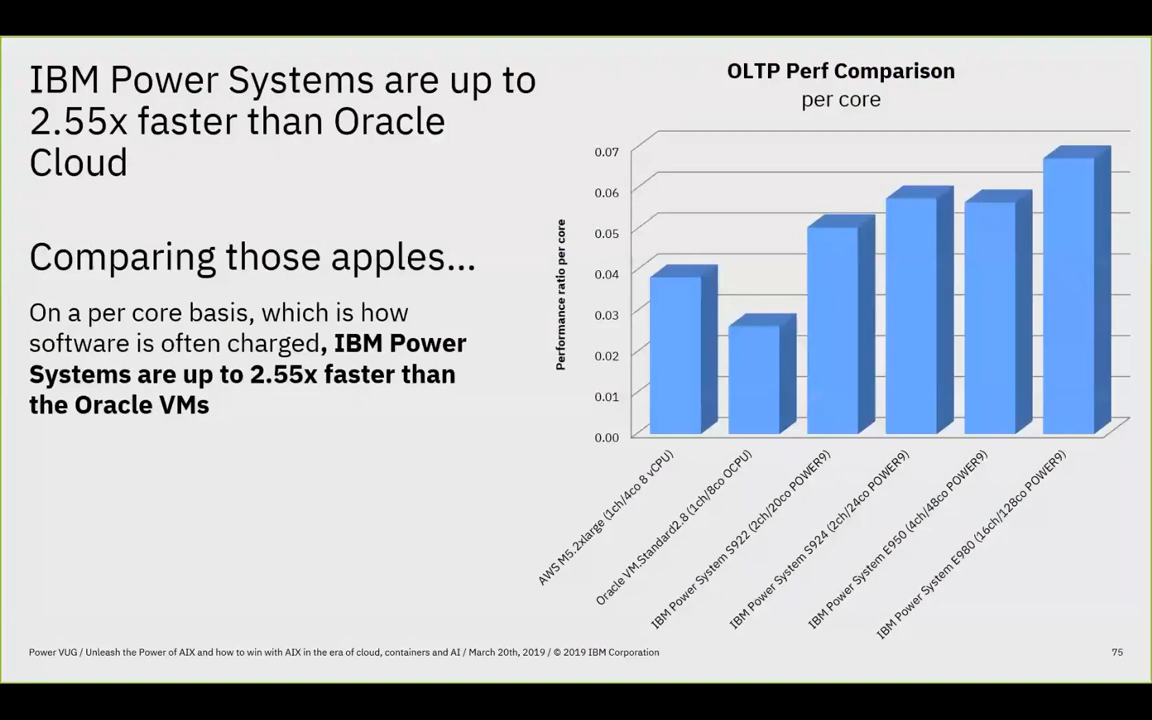 IBM Power Systems are up to
2.55x faster than Oracle
Cloud
Comparing those apples...
On a per core basis, which is how
software is often charged, IBM Power
Systems are up to 2.55x faster than
the Oracle VMs
OLTP Perf Comparison
per core
Performance ratio per core
0.07
0.06
0.05
0.04
0.03
0.02
0.01
0.00
AWS M5.2xlarge (1ch/4co 8 vCPU)
Oracle VM.Standard2.8 (1ch/8co OCPU)
IBM Power System S922 (2ch/20co POWER9)
IBM Power System S924 (2ch/24co POWER9)
IBM Power System E950 (4ch/48co POWER9)
IBM Power System E980 (16ch/128co POWER9)
Power VUG / Unleash the Power of AIX and how to win with AIX in the era of cloud, containers and AI / March 20th, 2019 / © 2019 IBM Corporation
75